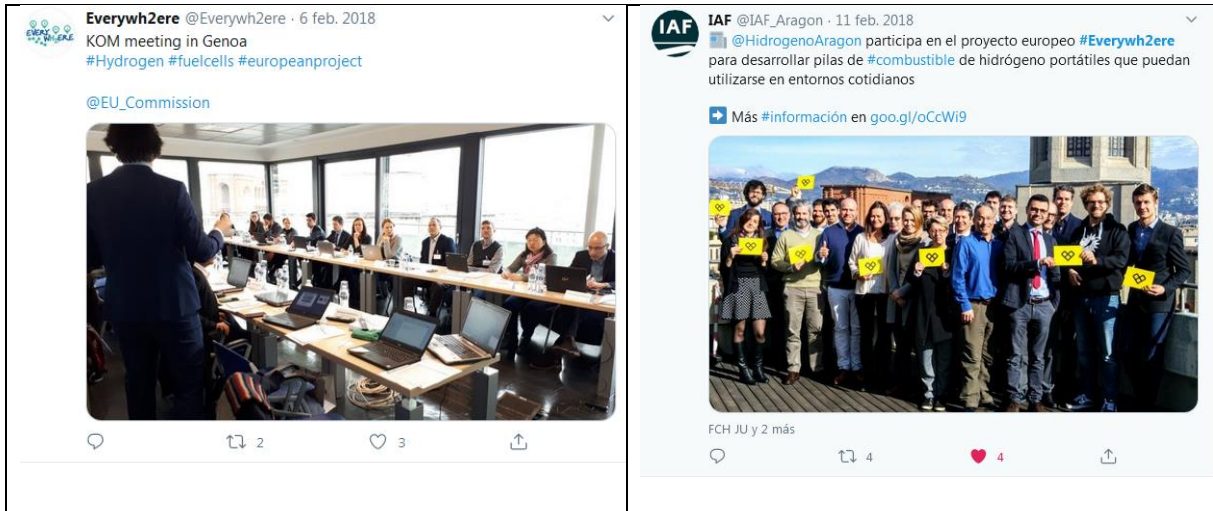 EVERYWH2ERE
Everywh2ere @Everywh2ere · 6 feb. 2018
KOM meeting in Genoa
#Hydrogen #fuelcells #europeanproject
@EU_Commission
2
3
IAF
IAF @IAF_Aragon · 11 feb. 2018
@HidrogenoAragon participa en el proyecto europeo #Everywh2ere
para desarrollar pilas de #combustible de hidrógeno portátiles que puedan
utilizarse en entornos cotidianos
Más #información en goo.gl/oCcWi9
FCH JU y 2 más
4
4